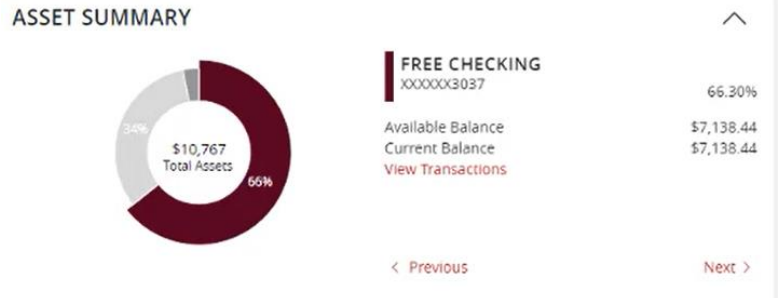 ASSET SUMMARY
FREE CHECKING
XXXXXX3037
66.30%
34%
$10,767
Total Assets
66%
Available Balance $7,138.44
Current Balance $7,138.44
View Transactions
< Previous Next >